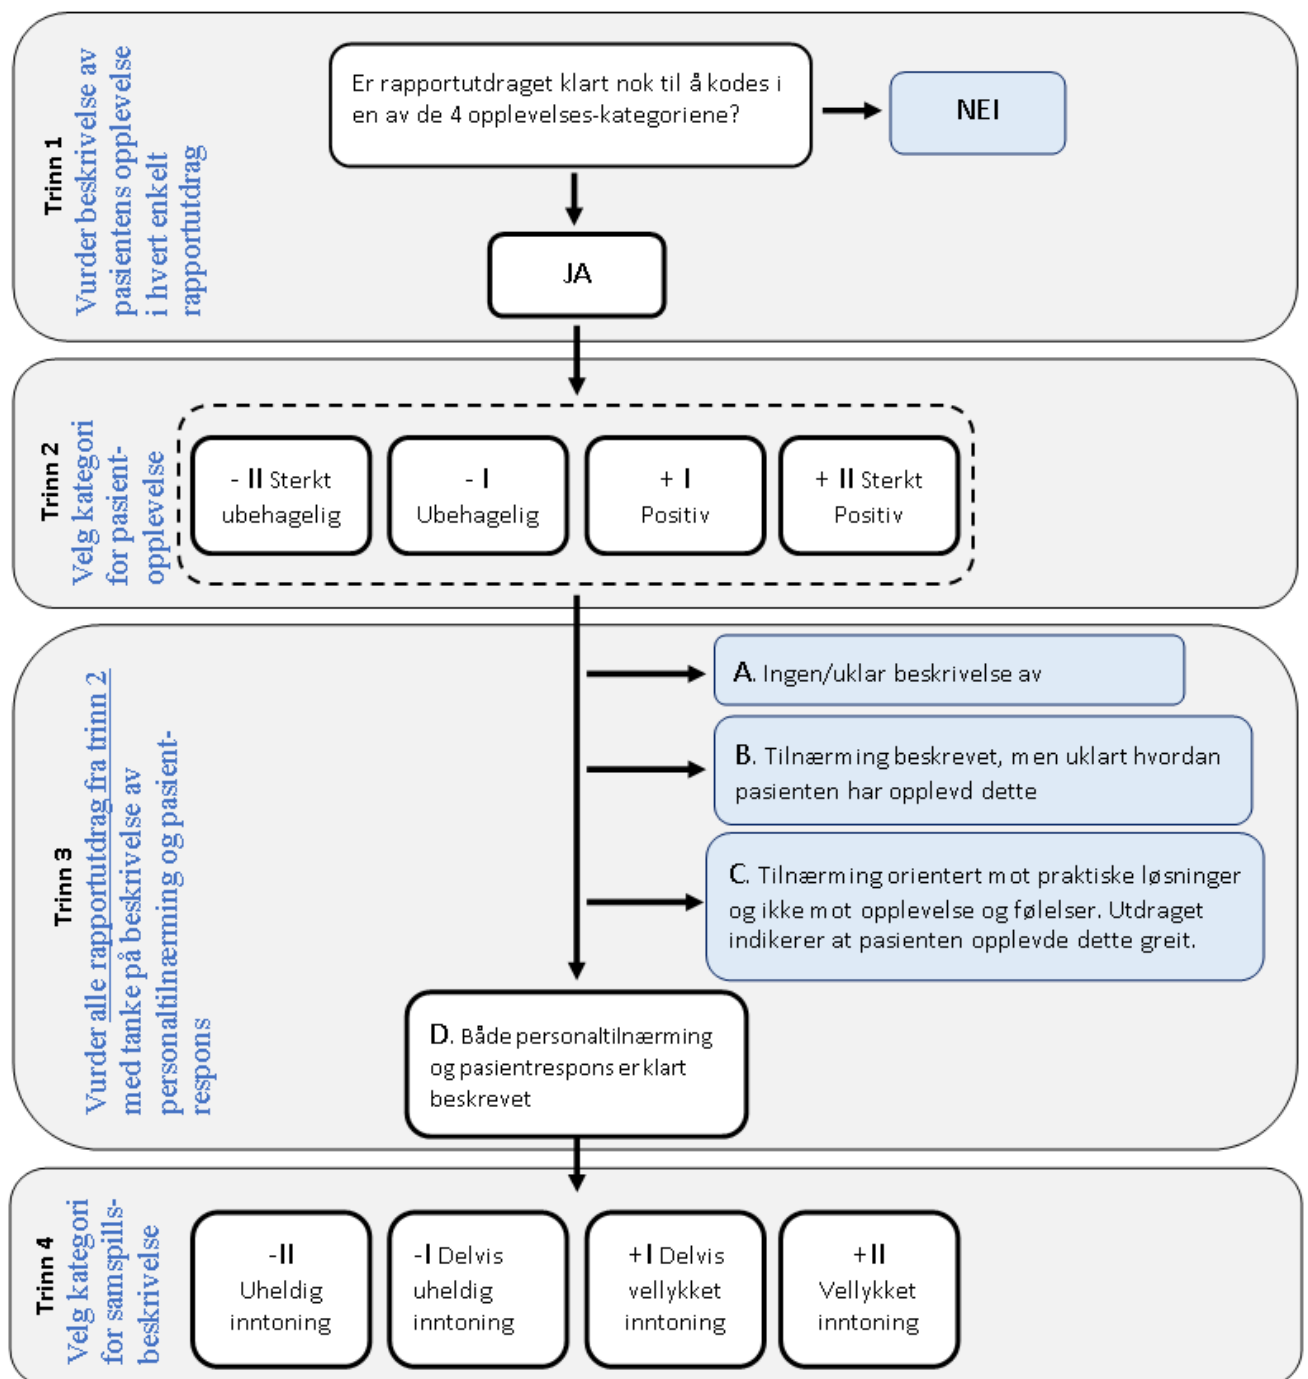 Trinn 1
Vurder beskrivelse av
pasientens opplevelse
i hvert enkelt
rapportutdrag
Er rapportutdraget klart nok til å kodes i
en av de 4 opplevelses-kategoriene?
NEI
JA
Trinn 2
Velg kategori
for pasient-
opplevelse
- II Sterkt
ubehagelig
- I
Ubehagelig
+ I
Positiv
+ II Sterkt
Positiv
Trinn 3
Vurder alle rapportutdrag fra trinn 2
med tanke på beskrivelse av
personaltilnærming og pasient-
respons
A. Ingen/uklar beskrivelse av
B. Tilnærming beskrevet, men uklart hvordan
pasienten har opplevd dette
C. Tilnærming orientert mot praktiske løsninger
og ikke mot opplevelse og følelser. Utdraget
indikerer at pasienten opplevde dette greit.
D. Både personaltilnærming
og pasientrespons er klart
beskrevet
Trinn 4
Velg kategori
for samspills-
beskrivelse
-II
Uheldig
inntoning
-I Delvis
uheldig
inntoning
+I Delvis
vellykket
inntoning
+II
Vellykket
inntoning